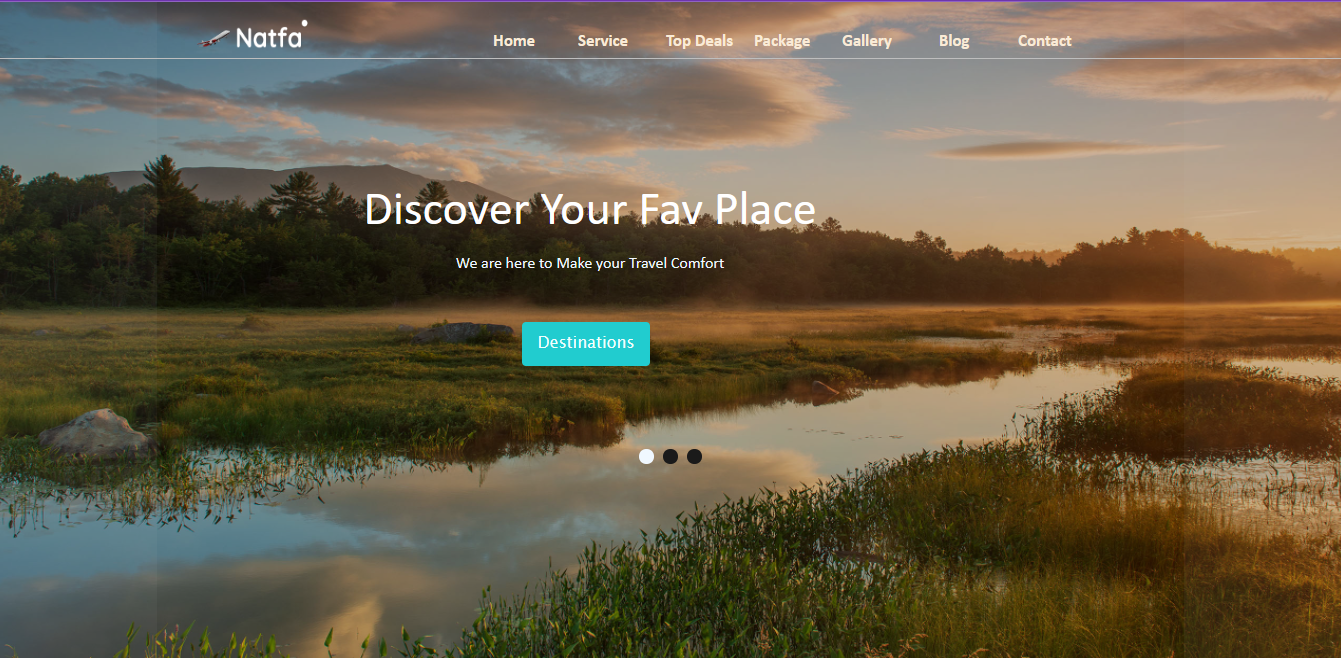 Natfa
Home Service Top Deals Package Gallery Blog Contact
Discover Your Fav Place
We are here to Make your Travel Comfort
Destinations